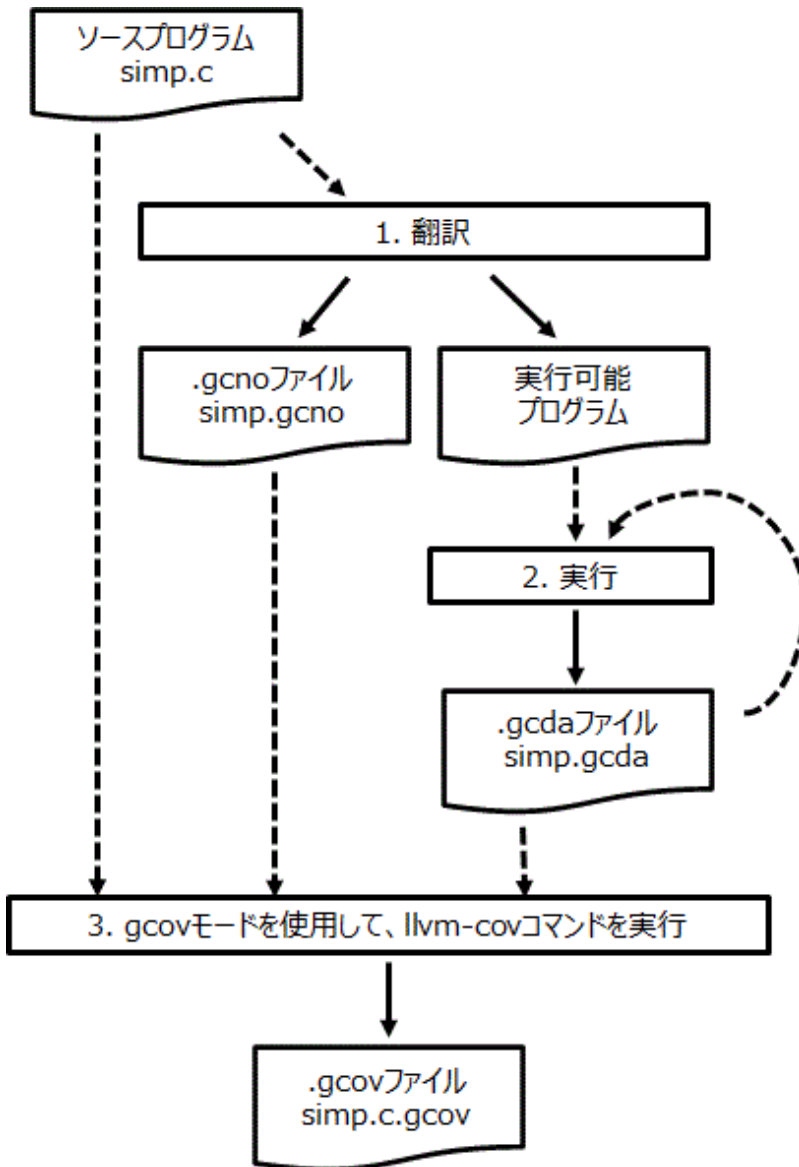 ソースプログラム
simp.c
1. 翻訳
.gcnoファイル
simp.gcno
実行可能
プログラム
2. 実行
.gcdaファイル
simp.gcda
3. gcovモードを使用して、llvm-covコマンドを実行
.gcovファイル
simp.c.gcov